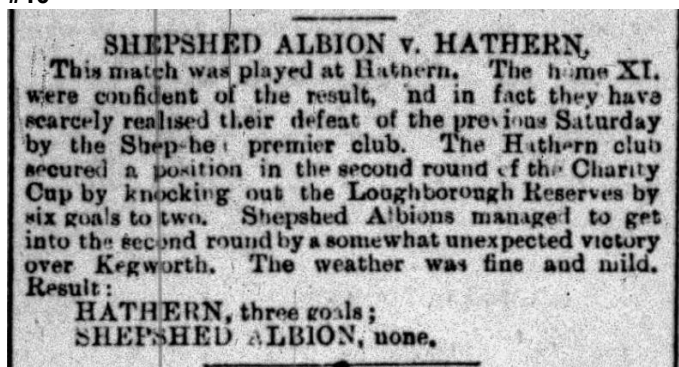 SHEPSHED ALBION v. HATHERN,
This match was played at Hathern. The home XI.
were confident of the result, nd in fact they have
scarcely realised their defeat of the previous Saturday
by the Shepshed premier club. The Hathern club
secured a position in the second round of the Charity
Cup by knocking out the Loughborough Reserves by
six goals to two. Shepshed Albions managed to get
into the second round by a somewhat unexpected victory
over Kegworth. The weather was fine and mild.
Result:
HATHERN, three goals;
SHEPSHED ALBION, none.